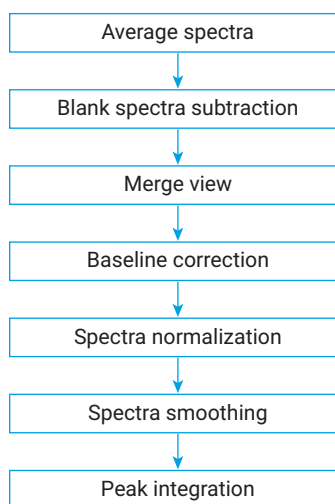 Average spectra
Blank spectra subtraction
Merge view
Baseline correction
Spectra normalization
Spectra smoothing
Peak integration